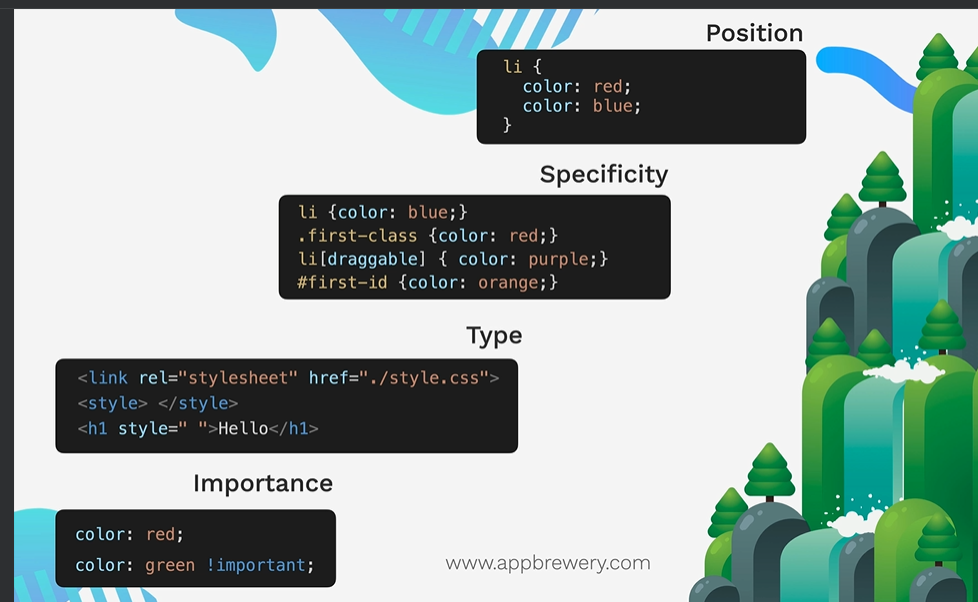 Position
li {
  color: red;
  color: blue;
}
Specificity
li {color: blue;}
.first-class {color: red;}
li[draggable] { color: purple;}
#first-id {color: orange;}
Type
<link rel="stylesheet" href="./style.css">
<style> </style>
<h1 style=" ">Hello</h1>
Importance
color: red;
color: green !important;
www.appbrewery.com